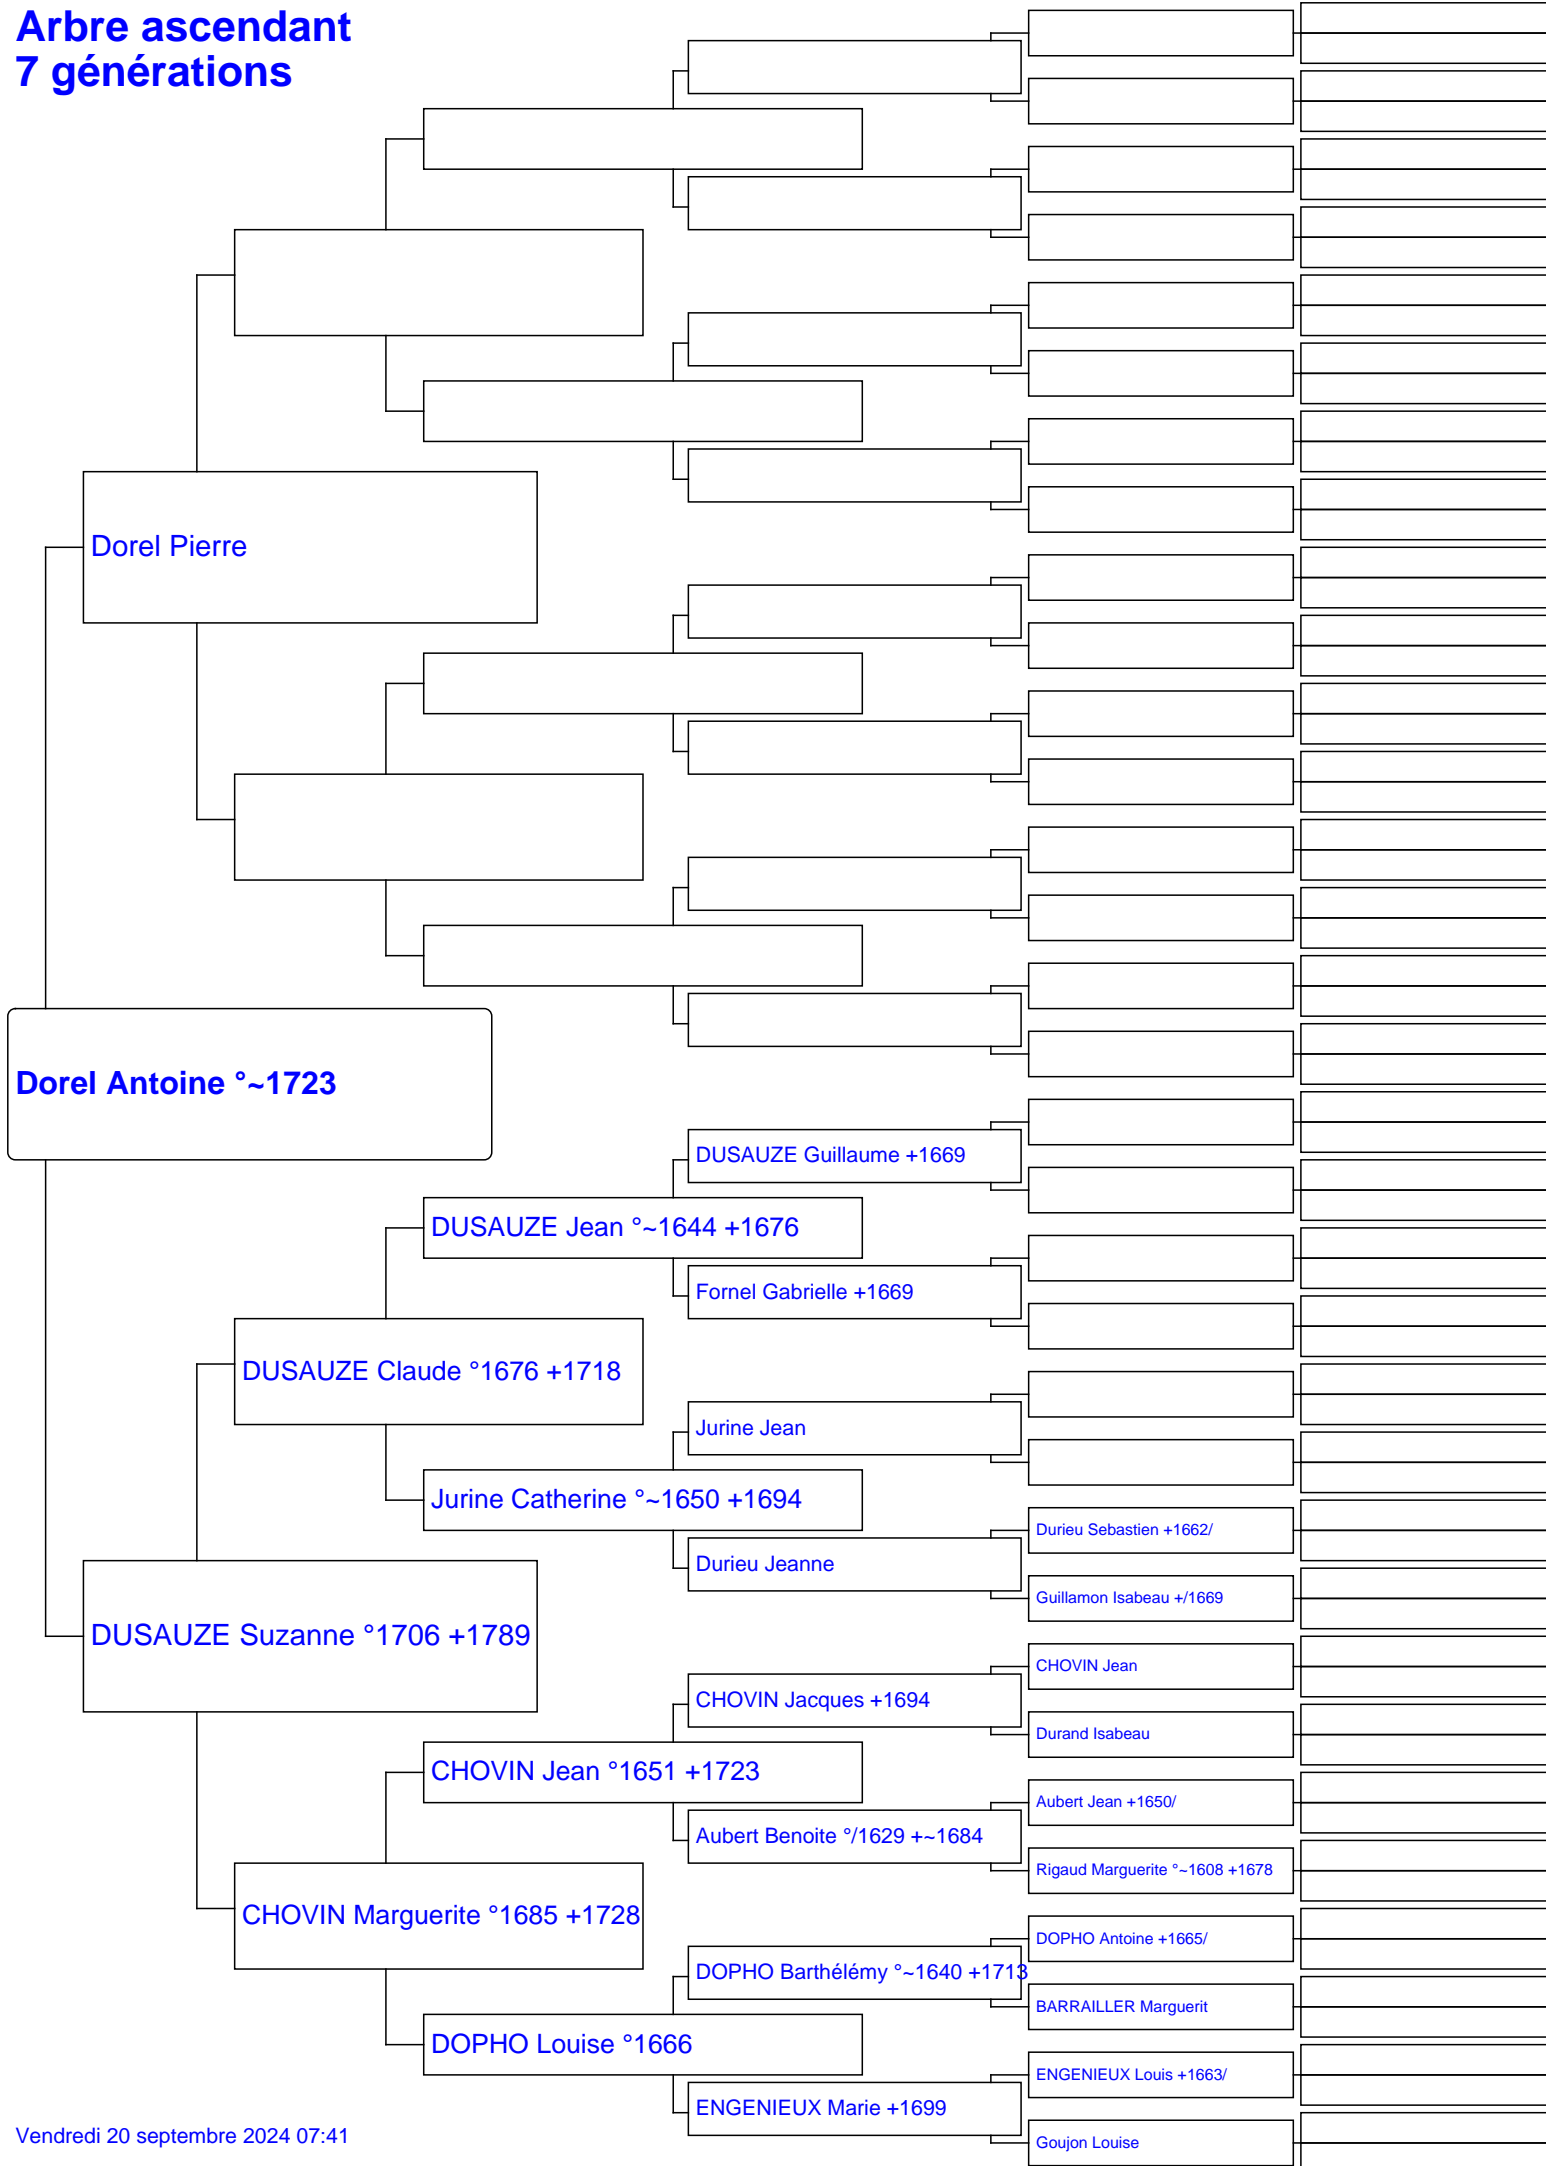 Arbre ascendant
7 générations
Dorel Pierre
Dorel Antoine °~1723
DUSAUZE Guillaume +1669
DUSAUZE Jean °~1644 +1676
Fornel Gabrielle +1669
DUSAUZE Claude °1676 +1718
Jurine Jean
Jurine Catherine °~1650 +1694
Durieu Sebastien +1662/
Durieu Jeanne
Guillamon Isabeau +/1669
DUSAUZE Suzanne °1706 +1789
CHOVIN Jean
CHOVIN Jacques +1694
Durand Isabeau
CHOVIN Jean °1651 +1723
Aubert Jean +1650/
Aubert Benoite °/1629 +~1684
Rigaud Marguerite °~1608 +1678
CHOVIN Marguerite °1685 +1728
DOPHO Antoine +1665/
DOPHO Barthélémy °~1640 +1713
BARRAILLER Marguerit
DOPHO Louise °1666
ENGENIEUX Louis +1663/
ENGENIEUX Marie +1699
Goujon Louise
Vendredi 20 septembre 2024 07:41